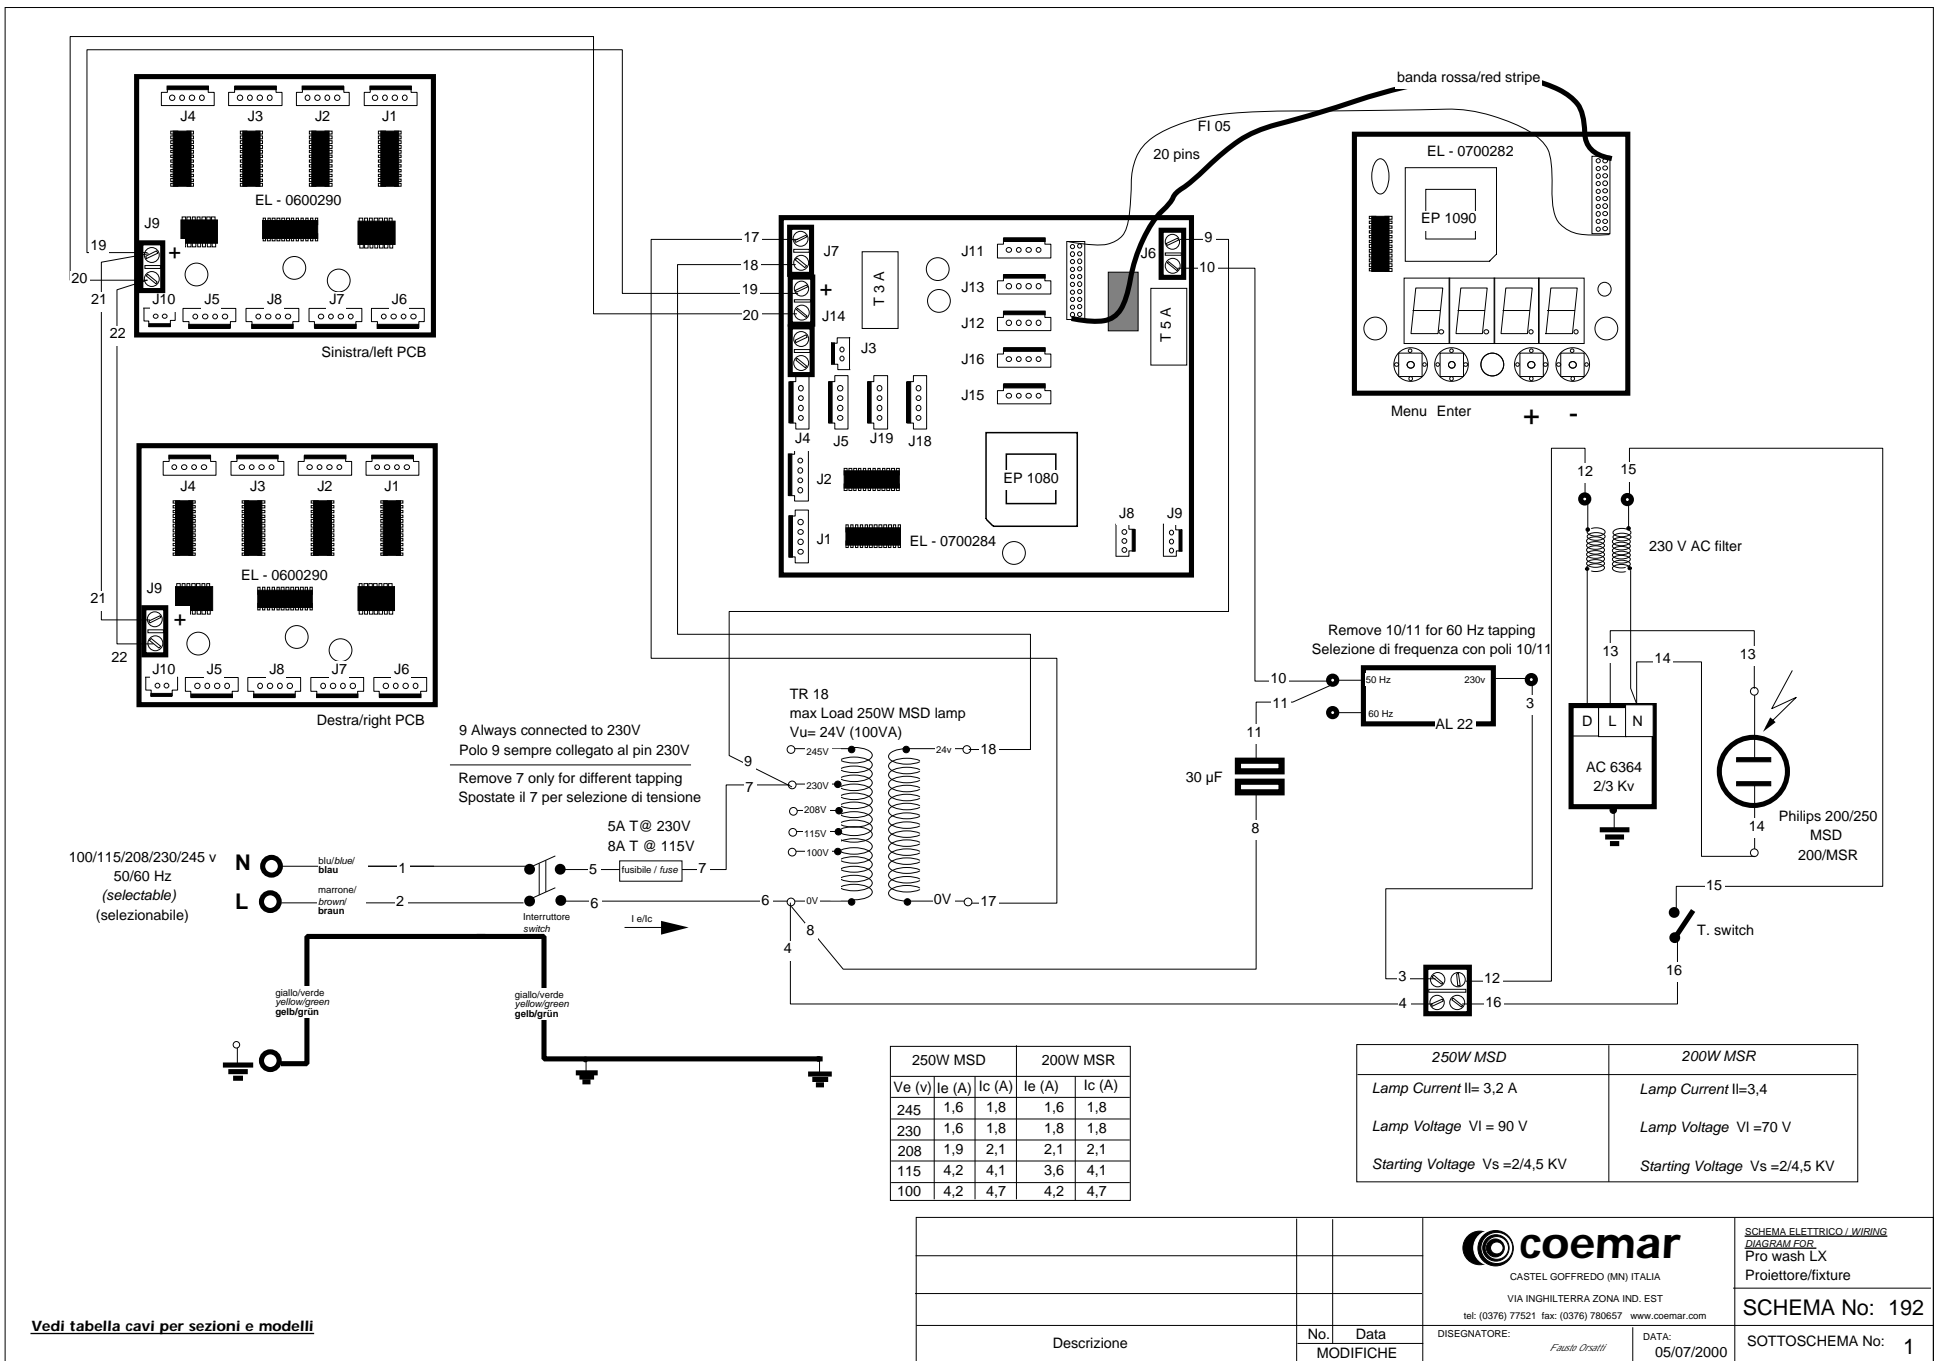 banda rossa/red stripe
FI 05
20 pins
J4 J3 J2 J1
EL - 0600290
J9
+
19
20
21
22
J10 J5 J8 J7 J6
Sinistra/left PCB
J4 J3 J2 J1
EL - 0600290
J9
+
21
22
J10 J5 J8 J7 J6
Destra/right PCB
17
18
19
20
J7
+
J14
T 3 A
J3
J11
J13
J12
J16
J15
J6
9
10
T 5 A
J4 J5 J19 J18
J2
J1
EP 1080
EL - 0700284
J8 J9
EL - 0700282
EP 1090
Menu Enter + -
12 15
230 V AC filter
Remove 10/11 for 60 Hz tapping
Selezione di frequenza con poli 10/11
10
11
50 Hz 230v
60 Hz
AL 22
3
13
14
13
D L N
AC 6364
2/3 Kv
Philips 200/250
MSD
200/MSR
14
11
30 µF
8
TR 18
max Load 250W MSD lamp
Vu= 24V (100VA)
245V
230V
208V
115V
100V
0V
24v 18
0V 17
9
7
9 Always connected to 230V
Polo 9 sempre collegato al pin 230V
Remove 7 only for different tapping
Spostate il 7 per selezione di tensione
5A T@ 230V
8A T @ 115V
100/115/208/230/245 v
50/60 Hz
(selectable)
(selezionabile)
N
blu/blue/
blau
1
5
fusibile / fuse
7
L
marrone/
brown/
braun
2
6
6
Interruttore
switch
I e/Ic
8
4
15
T. switch
16
3 12
4 16
giallo/verde
yellow/green
gelb/grün
giallo/verde
yellow/green
gelb/grün
250W MSD 200W MSR
Ve (v) Ie (A) Ic (A) Ie (A) Ic (A)
245 1,6 1,8 1,6 1,8
230 1,6 1,8 1,8 1,8
208 1,9 2,1 2,1 2,1
115 4,2 4,1 3,6 4,1
100 4,2 4,7 4,2 4,7
250W MSD 200W MSR
Lamp Current Il= 3,2 A Lamp Current Il=3,4
Lamp Voltage Vl = 90 V Lamp Voltage Vl =70 V
Starting Voltage Vs =2/4,5 KV Starting Voltage Vs =2/4,5 KV
coemar
CASTEL GOFFREDO (MN) ITALIA
VIA INGHILTERRA ZONA IND. EST
tel: (0376) 77521 fax: (0376) 780657 www.coemar.com
SCHEMA ELETTRICO / WIRING
DIAGRAM FOR
Pro wash LX
Proiettore/fixture
SCHEMA No: 192
Descrizione
No. Data
MODIFICHE
DISEGNATORE:
Fausto Orsatti
DATA:
05/07/2000
SOTTOSCHEMA No: 1
Vedi tabella cavi per sezioni e modelli